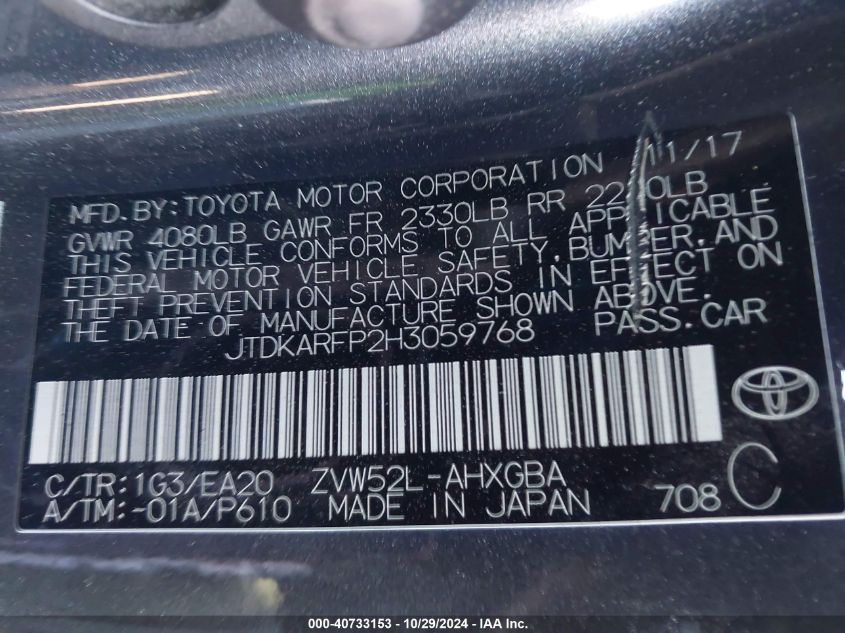 11/17
MFD. BY: TOYOTA MOTOR CORPORATION
GVWR 4080LB GAWR FR 2330LB RR
THIS VEHICLE CONFORMS TO ALL APPLICABLE
FEDERAL MOTOR VEHICLE SAFETY, BUMPER, AND
THEFT PREVENTION STANDARDS IN EFFECT ON
THE DATE OF MANUFACTURE SHOWN ABOVE.
JTDKARFP2H3059768 PASS. CAR
C/TR: 1G3/EA20 ZVW52L-AHXGBA
A/TM: -01A/P610 MADE IN JAPAN 708 C
000-40733153 - 10/29/2024 - IAA Inc.